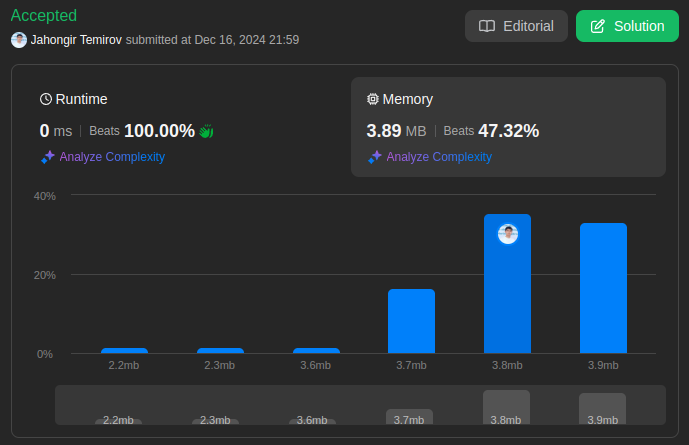 Accepted
Jahongir Temirov submitted at Dec 16, 2024 21:59
Editorial
Solution
Runtime
0 ms | Beats 100.00%
Analyze Complexity
Memory
3.89 MB | Beats 47.32%
Analyze Complexity
40%
20%
0%
2.2mb 2.3mb 3.6mb 3.7mb 3.8mb 3.9mb
2.2mb 2.3mb 3.6mb 3.7mb 3.8mb 3.9mb